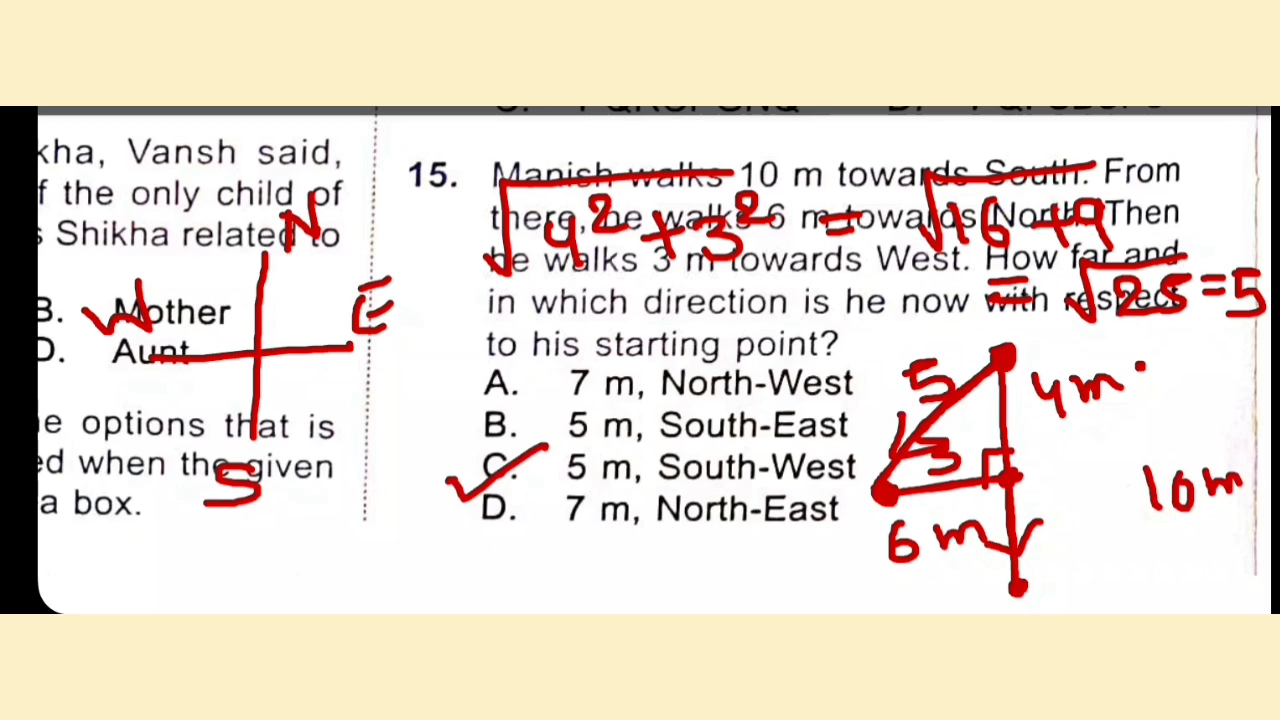 kha, Vansh said,
f the only child of
Shikha related to
B. Mother
D. Aunt
e options that is
ed when the given
a box.
N
W
E
S
15. Manish walks 10 m towards South. From
there, he walks 6 m towards North. Then
he walks 3 m towards West. How far and
in which direction is he now with respect
to his starting point?
A. 7 m, North-West
B. 5 m, South-East
C. 5 m, South-West
D. 7 m, North-East
√4²+3² = √16+9
= √25 = 5
5
4m
3
10m
6m